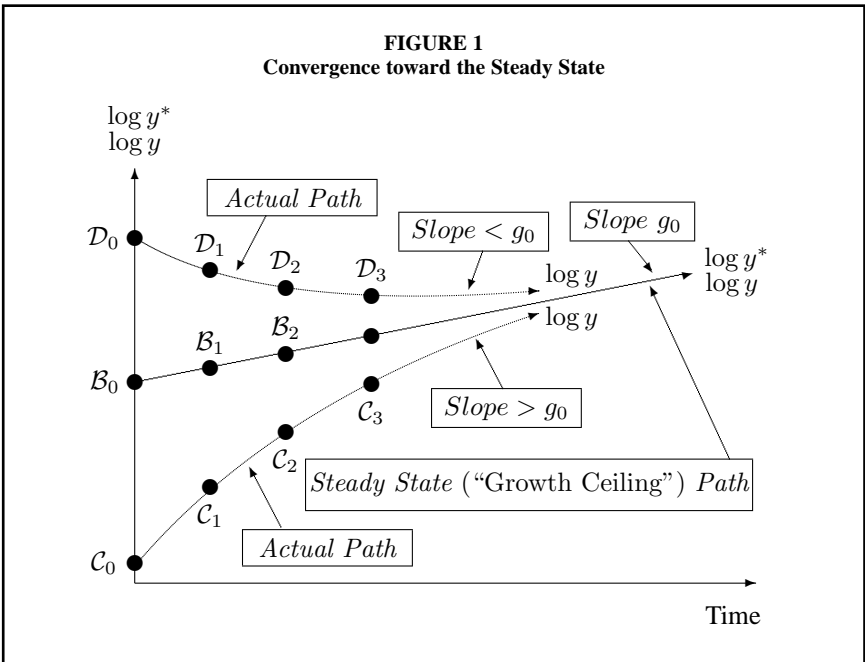 FIGURE 1
Convergence toward the Steady State
log y*
log y
Actual Path
Slope < g₀
Slope g₀
𝒟₀
𝒟₁
𝒟₂
𝒟₃
log y
log y*
log y
log y
ℬ₀
ℬ₁
ℬ₂
Slope > g₀
𝒞₃
𝒞₂
Steady State (“Growth Ceiling”) Path
𝒞₁
Actual Path
𝒞₀
Time